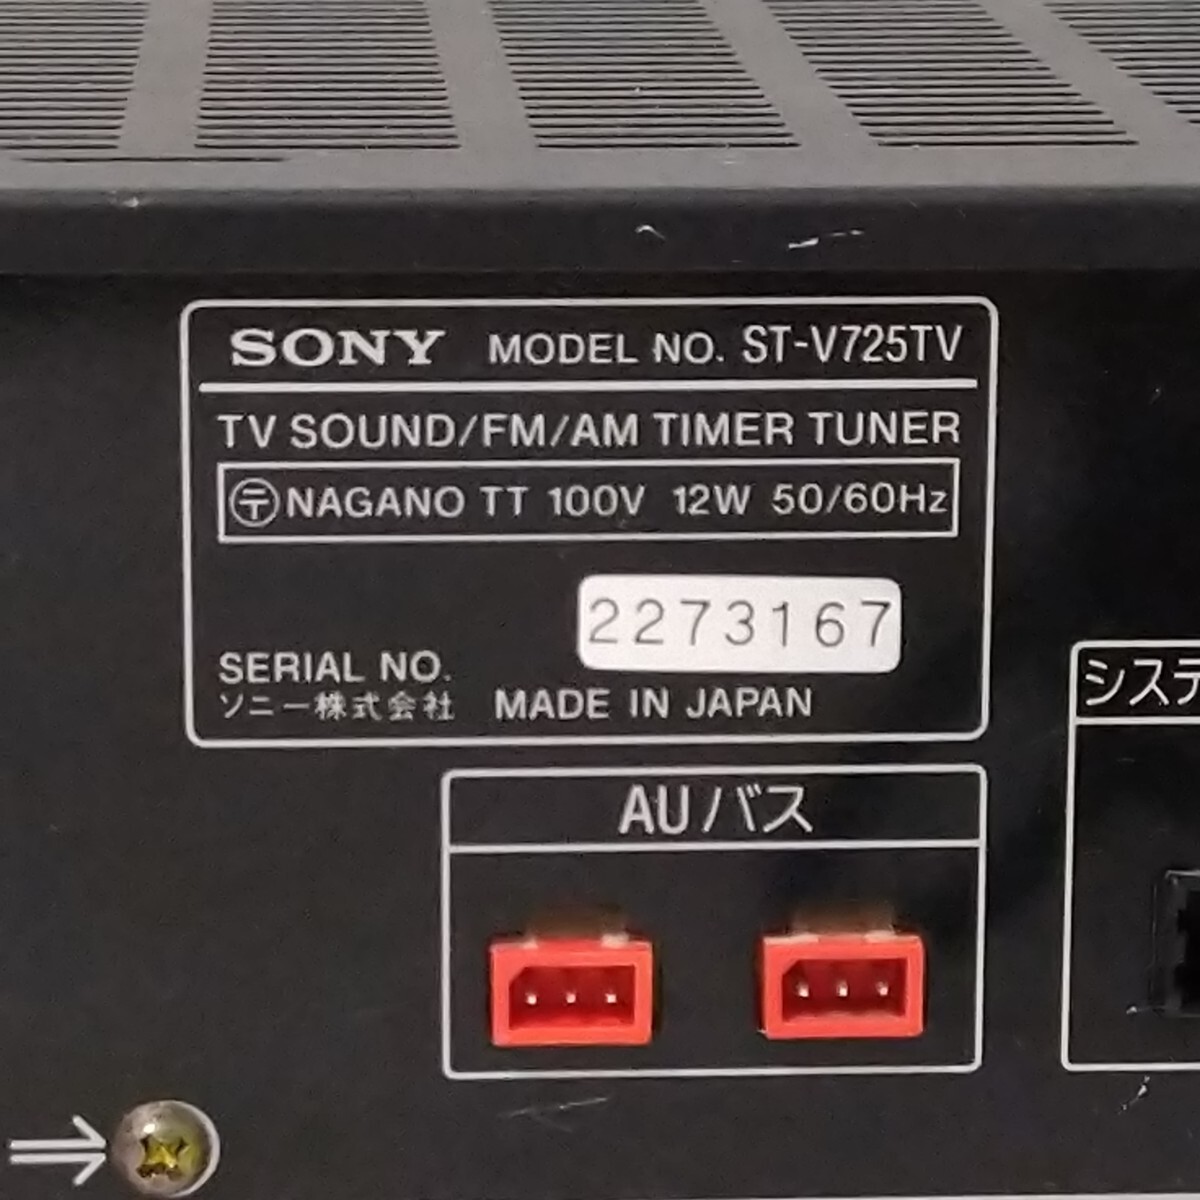 SONY MODEL NO. ST-V725TV
TV SOUND/FM/AM TIMER TUNER
㋢ NAGANO TT 100V 12W 50/60Hz
2273167
SERIAL NO.
ソニー株式会社 MADE IN JAPAN
AUバス
システ